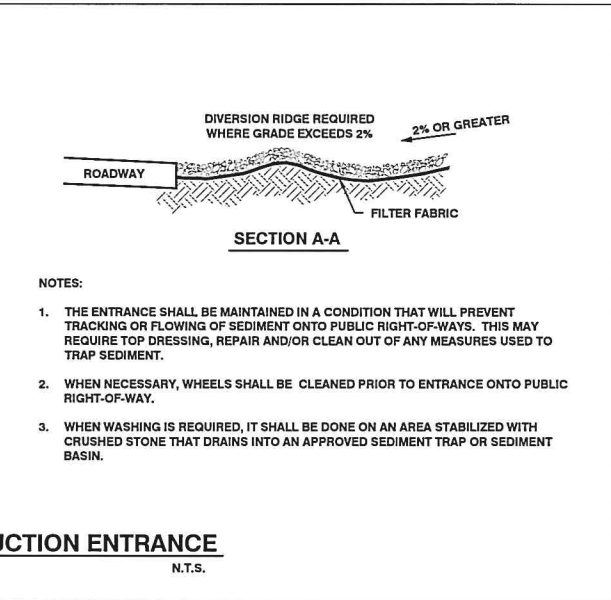 DIVERSION RIDGE REQUIRED
WHERE GRADE EXCEEDS 2%
2% OR GREATER
ROADWAY
FILTER FABRIC
SECTION A-A
NOTES:
1. THE ENTRANCE SHALL BE MAINTAINED IN A CONDITION THAT WILL PREVENT
TRACKING OR FLOWING OF SEDIMENT ONTO PUBLIC RIGHT-OF-WAYS. THIS MAY
REQUIRE TOP DRESSING, REPAIR AND/OR CLEAN OUT OF ANY MEASURES USED TO
TRAP SEDIMENT.
2. WHEN NECESSARY, WHEELS SHALL BE CLEANED PRIOR TO ENTRANCE ONTO PUBLIC
RIGHT-OF-WAY.
3. WHEN WASHING IS REQUIRED, IT SHALL BE DONE ON AN AREA STABILIZED WITH
CRUSHED STONE THAT DRAINS INTO AN APPROVED SEDIMENT TRAP OR SEDIMENT
BASIN.
UCTION ENTRANCE
N.T.S.